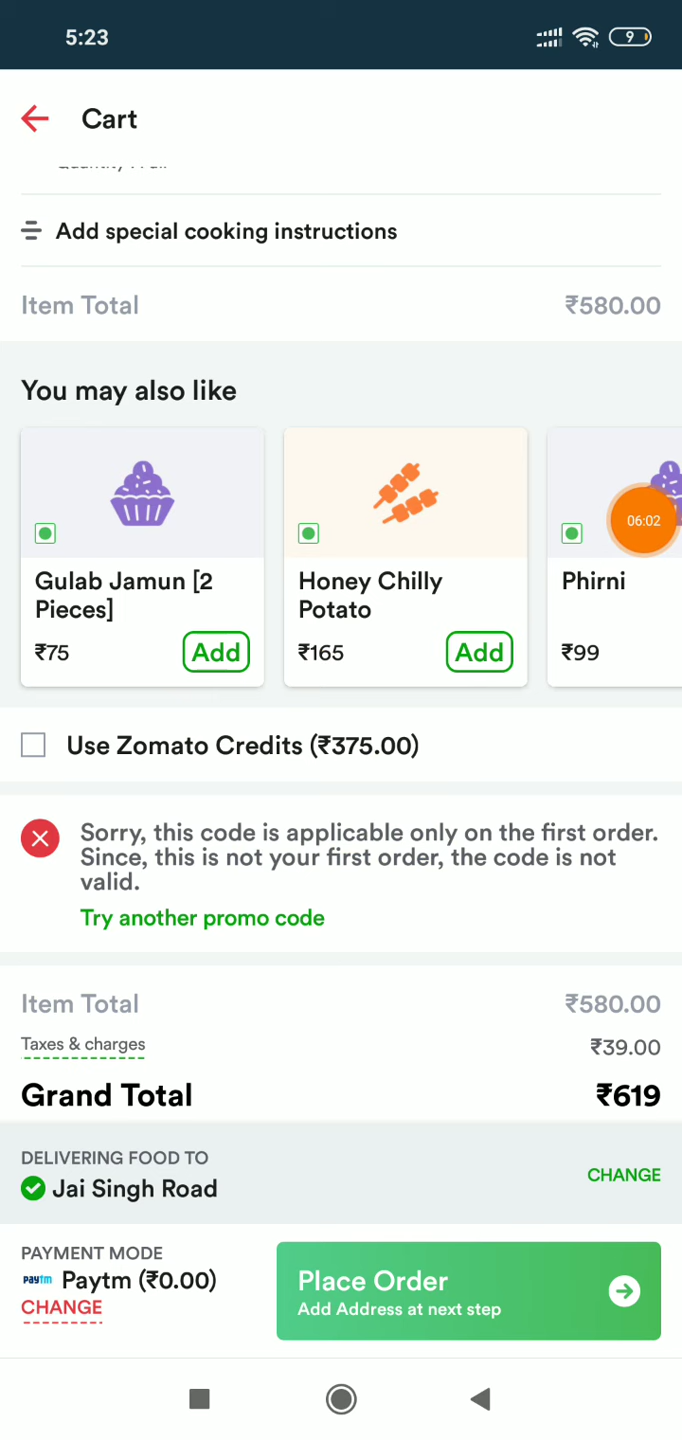 5:23
9
Cart
Add special cooking instructions
Item Total ₹580.00
You may also like
06:02
Gulab Jamun [2
Pieces]
₹75 Add
Honey Chilly
Potato
₹165 Add
Phirni
₹99
Use Zomato Credits (₹375.00)
Sorry, this code is applicable only on the first order.
Since, this is not your first order, the code is not
valid.
Try another promo code
Item Total ₹580.00
Taxes & charges ₹39.00
Grand Total ₹619
DELIVERING FOOD TO
Jai Singh Road
CHANGE
PAYMENT MODE
paytm Paytm (₹0.00)
CHANGE
Place Order
Add Address at next step